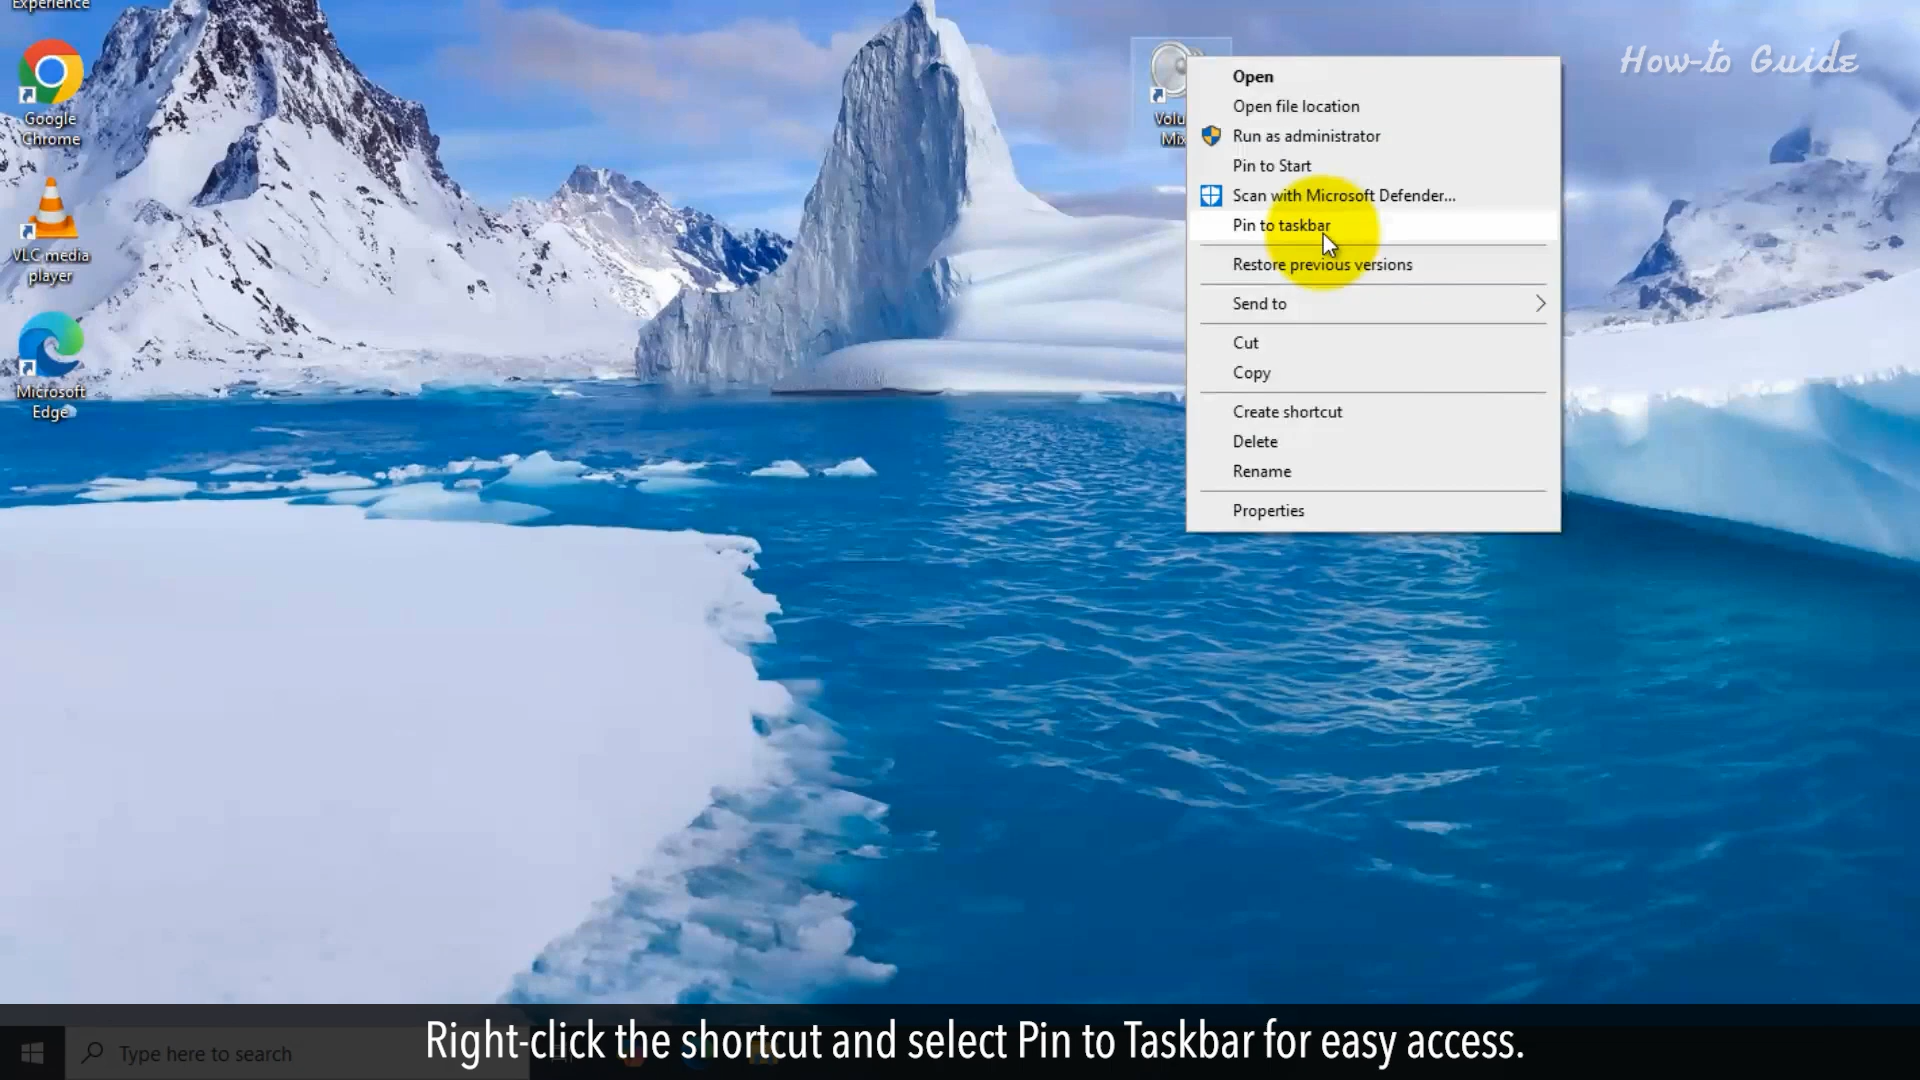 Experience
Google
Chrome
VLC media
player
Microsoft
Edge
How-to Guide
Open
Open file location
Run as administrator
Pin to Start
Scan with Microsoft Defender...
Pin to taskbar
Restore previous versions
Send to
Cut
Copy
Create shortcut
Delete
Rename
Properties
Type here to search
Right-click the shortcut and select Pin to Taskbar for easy access.